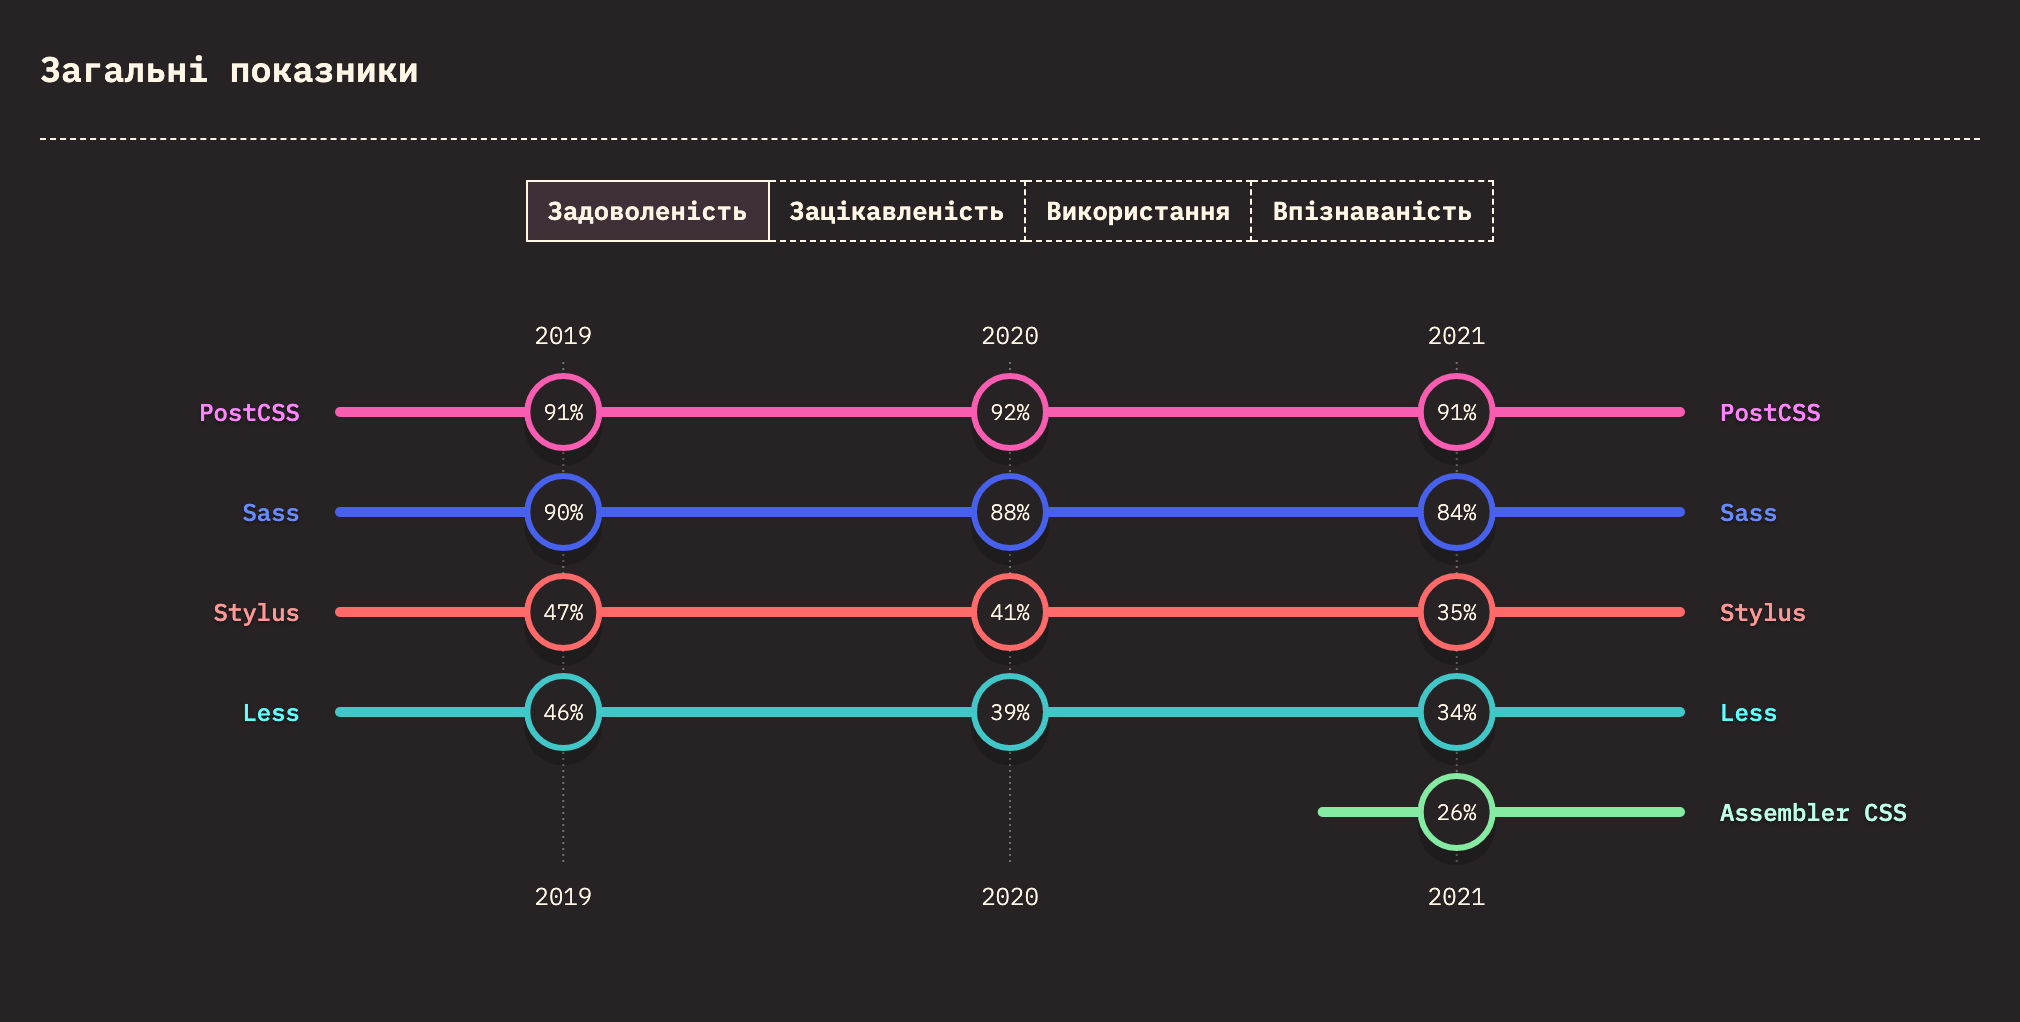 Загальні показники
Задоволеність Зацікавленість Використання Впізнаваність
2019 2020 2021
PostCSS 91% 92% 91% PostCSS
Sass 90% 88% 84% Sass
Stylus 47% 41% 35% Stylus
Less 46% 39% 34% Less
26% Assembler CSS
2019 2020 2021